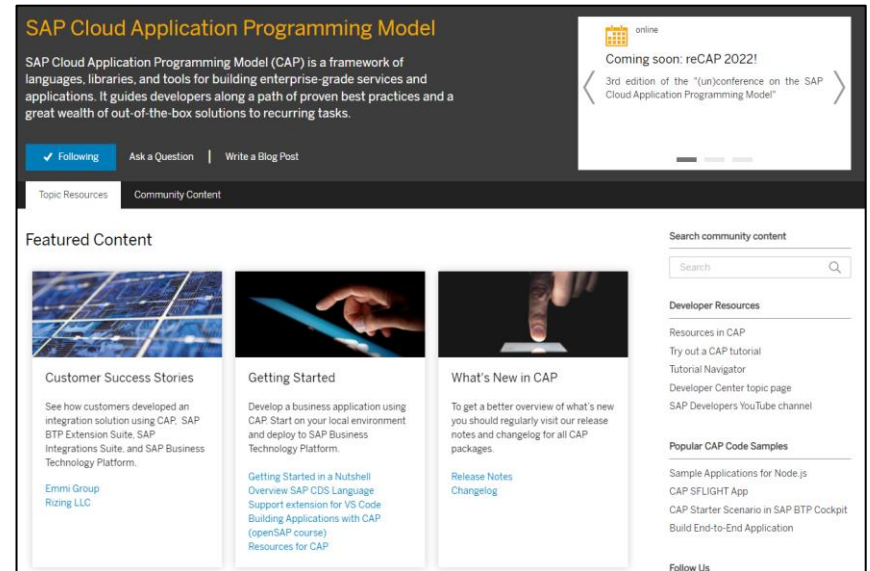 SAP Cloud Application Programming Model
SAP Cloud Application Programming Model (CAP) is a framework of
languages, libraries, and tools for building enterprise-grade services and
applications. It guides developers along a path of proven best practices and a
great wealth of out-of-the-box solutions to recurring tasks.
Following
Ask a Question
Write a Blog Post
online
Coming soon: reCAP 2022!
3rd edition of the "(un)conference on the SAP
Cloud Application Programming Model"
Topic Resources
Community Content
Featured Content
Customer Success Stories
See how customers developed an
integration solution using CAP, SAP
BTP Extension Suite, SAP
Integrations Suite, and SAP Business
Technology Platform.
Emmi Group
Rizing LLC
Getting Started
Develop a business application using
CAP. Start on your local environment
and deploy to SAP Business
Technology Platform.
Getting Started in a Nutshell
Overview SAP CDS Language
Support extension for VS Code
Building Applications with CAP
(openSAP course)
Resources for CAP
What's New in CAP
To get a better overview of what's new
you should regularly visit our release
notes and changelog for all CAP
packages.
Release Notes
Changelog
Search community content
Search
Developer Resources
Resources in CAP
Try out a CAP tutorial
Tutorial Navigator
Developer Center topic page
SAP Developers YouTube channel
Popular CAP Code Samples
Sample Applications for Node.js
CAP SFLIGHT App
CAP Starter Scenario in SAP BTP Cockpit
Build End-to-End Application
Follow Us